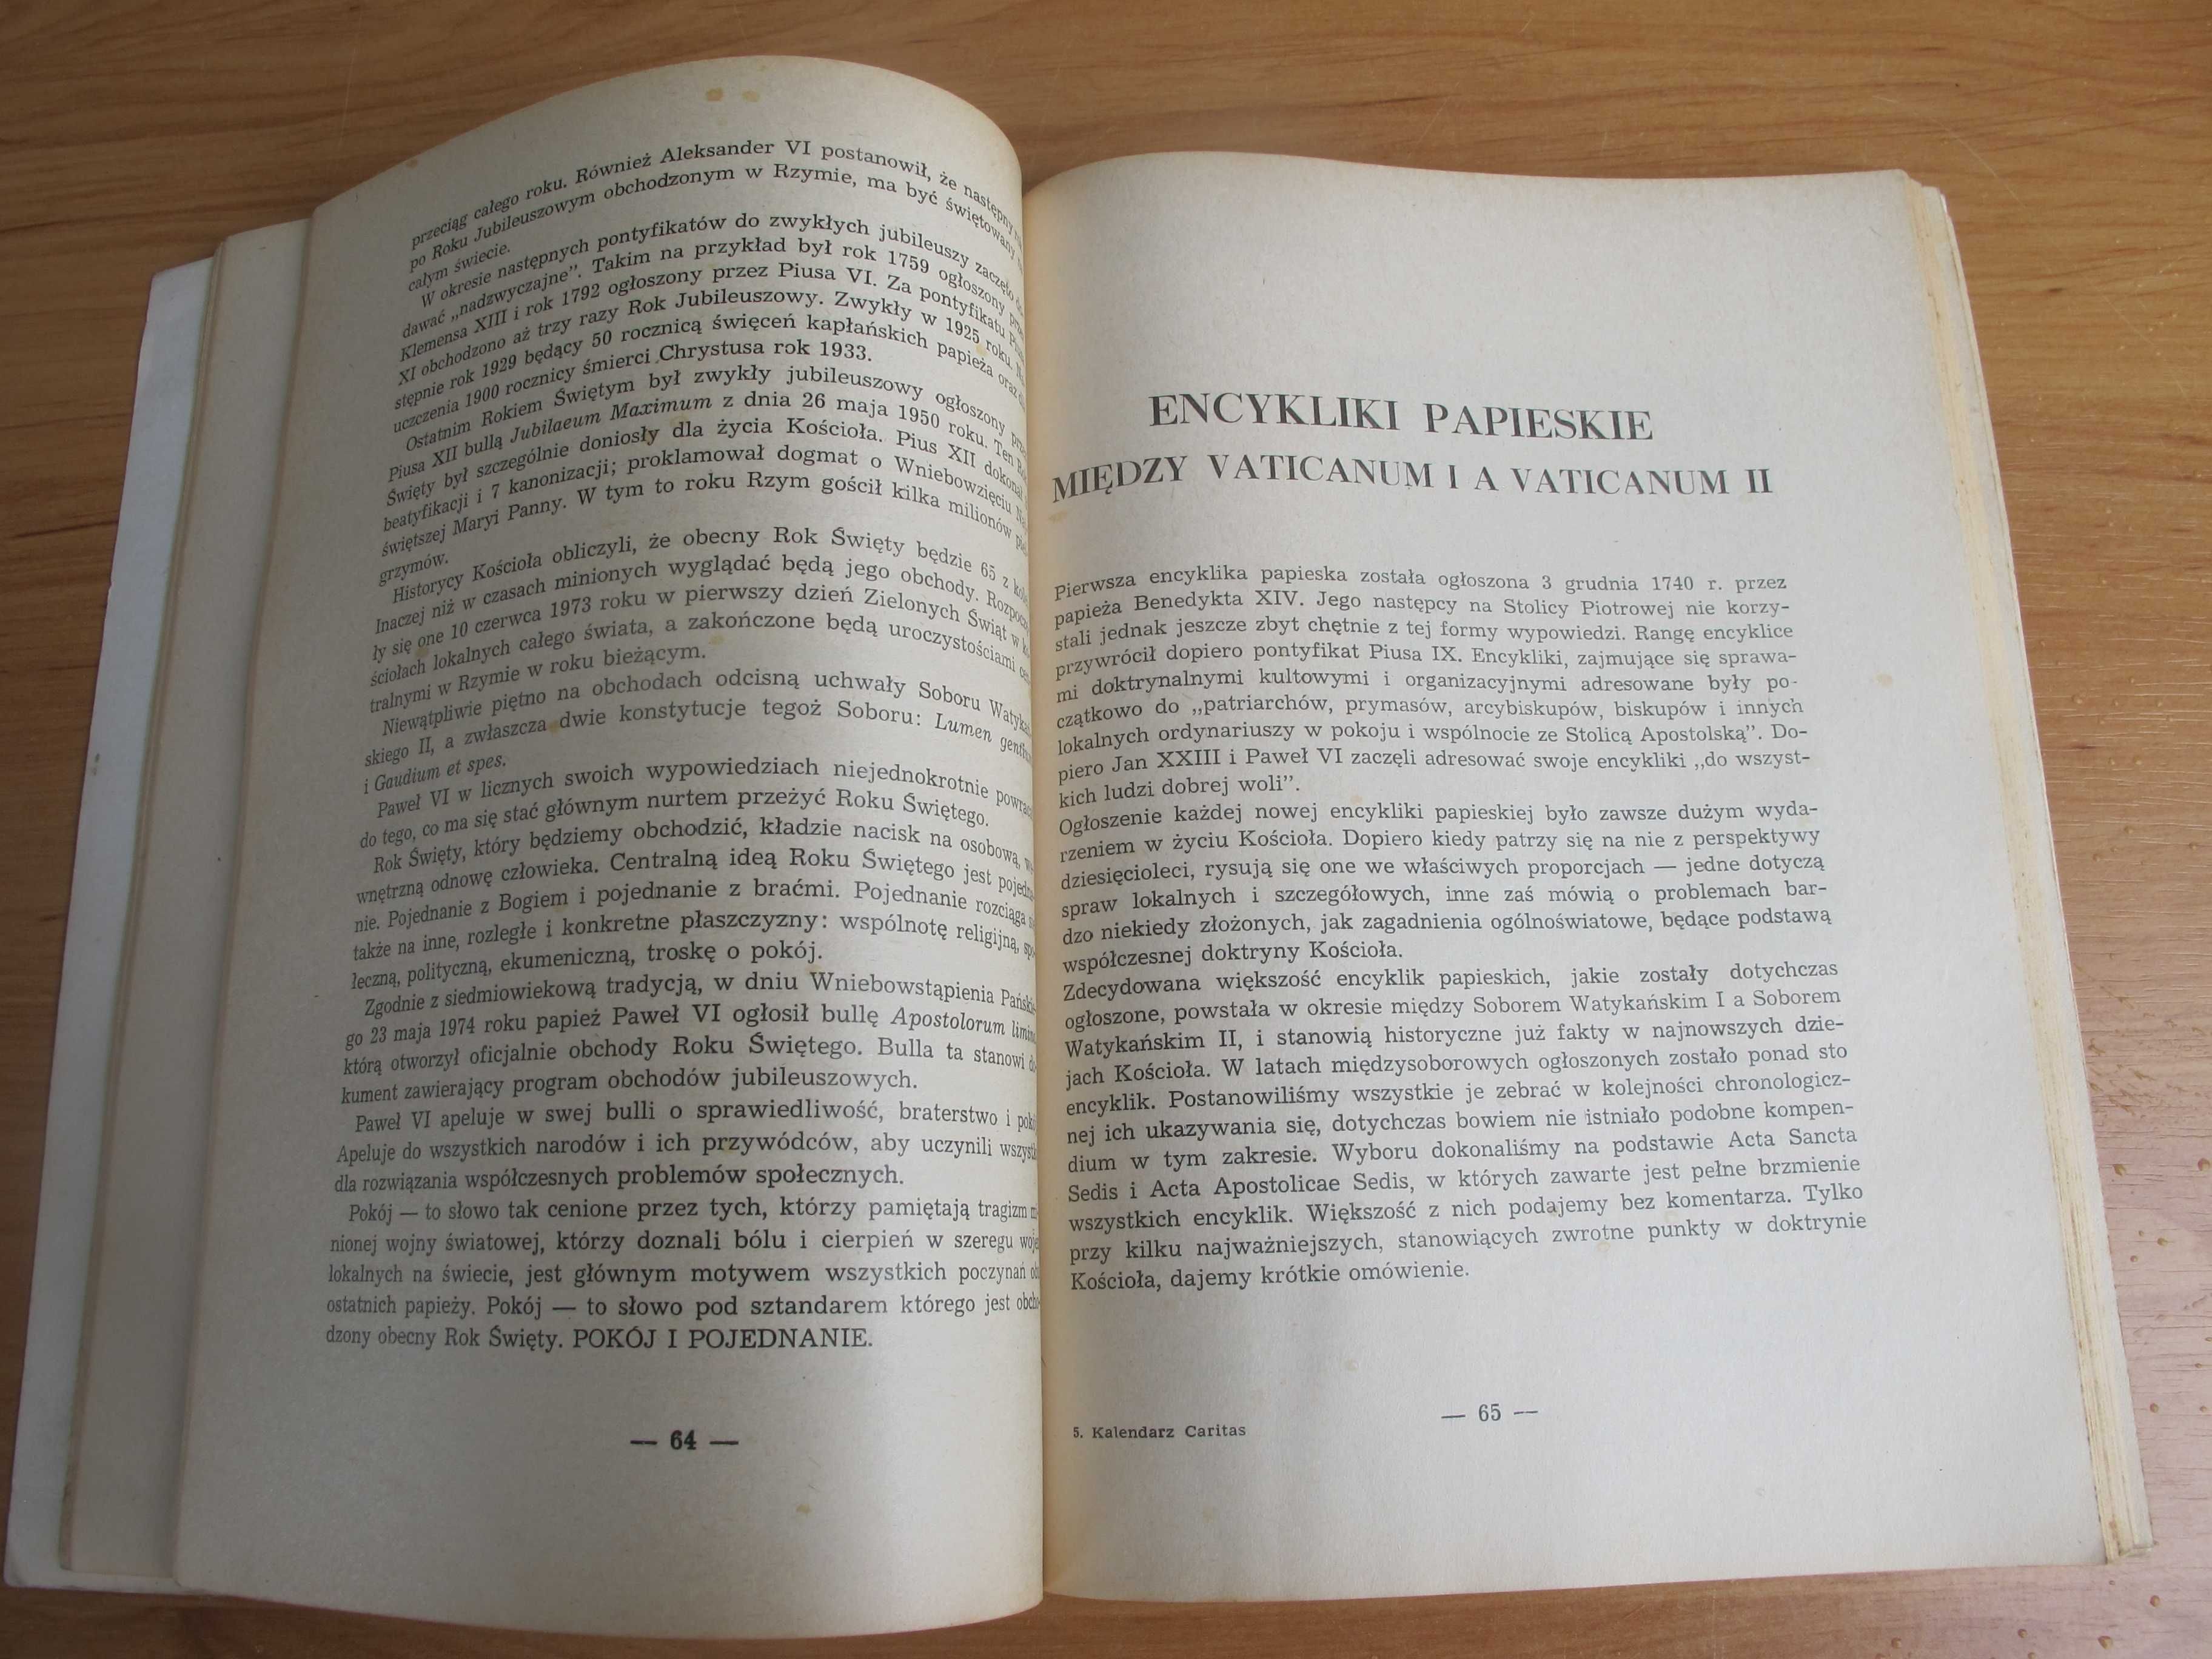 przeciąg całego roku. Również Aleksander VI postanowił, że następny rok
po Roku Jubileuszowym obchodzonym w Rzymie, ma być świętowany
całym świecie.
W okresie następnych pontyfikatów do zwykłych jubileuszy zaczęto
dawać „nadzwyczajne”. Takim na przykład był rok 1759 ogłoszony
Klemensa XIII i rok 1792 ogłoszony przez Piusa VI. Za pontyfikatu
XI obchodzono aż trzy razy Rok Jubileuszowy. Zwykły w 1925 roku.
stępnie rok 1929 będący 50 rocznicą święceń kapłańskich papieża oraz
uczczenia 1900 rocznicy śmierci Chrystusa rok 1933.
Ostatnim Rokiem Świętym był zwykły jubileuszowy ogłoszony
Piusa XII bullą Jubilaeum Maximum z dnia 26 maja 1950 roku. Ten
Święty był szczególnie doniosły dla życia Kościoła. Pius XII dokonał
beatyfikacji i 7 kanonizacji; proklamował dogmat o Wniebowzięciu
świętszej Maryi Panny. W tym to roku Rzym gościł kilka milionów
grzymów.
Historycy Kościoła obliczyli, że obecny Rok Święty będzie 65 z
Inaczej niż w czasach minionych wyglądać będą jego obchody.
ły się one 10 czerwca 1973 roku w pierwszy dzień Zielonych Świąt w
ściołach lokalnych całego świata, a zakończone będą uroczystościami
tralnymi w Rzymie w roku bieżącym.
Niewątpliwie piętno na obchodach odcisną uchwały Soboru
skiego II, a zwłaszcza dwie konstytucje tegoż Soboru: Lumen
i Gaudium et spes.
Paweł VI w licznych swoich wypowiedziach niejednokrotnie
do tego, co ma się stać głównym nurtem przeżyć Roku Świętego.
Rok Święty, który będziemy obchodzić, kładzie nacisk na osobową,
wnętrzną odnowę człowieka. Centralną ideą Roku Świętego jest
nie. Pojednanie z Bogiem i pojednanie z braćmi. Pojednanie rozciąga
także na inne, rozległe i konkretne płaszczyzny: wspólnotę religijną,
łeczną, polityczną, ekumeniczną, troskę o pokój.
Zgodnie z siedmiowiekową tradycją, w dniu Wniebowstąpienia
go 23 maja 1974 roku papież Paweł VI ogłosił bullę Apostolorum
którą otworzył oficjalnie obchody Roku Świętego. Bulla ta stanowi
kument zawierający program obchodów jubileuszowych.
Paweł VI apeluje w swej bulli o sprawiedliwość, braterstwo i
Apeluje do wszystkich narodów i ich przywódców, aby uczynili
dla rozwiązania współczesnych problemów społecznych.
Pokój — to słowo tak cenione przez tych, którzy pamiętają tragizm
nionej wojny światowej, którzy doznali bólu i cierpień w szeregu
lokalnych na świecie, jest głównym motywem wszystkich poczynań
ostatnich papieży. Pokój — to słowo pod sztandarem którego jest obcho-
dzony obecny Rok Święty. POKÓJ I POJEDNANIE.
— 64 —
ENCYKLIKI PAPIESKIE
MIĘDZY VATICANUM I A VATICANUM II
Pierwsza encyklika papieska została ogłoszona 3 grudnia 1740 r. przez
papieża Benedykta XIV. Jego następcy na Stolicy Piotrowej nie korzy-
stali jednak jeszcze zbyt chętnie z tej formy wypowiedzi. Rangę encyklice
przywrócił dopiero pontyfikat Piusa IX. Encykliki, zajmujące się sprawa-
mi doktrynalnymi kultowymi i organizacyjnymi adresowane były po-
czątkowo do „patriarchów, prymasów, arcybiskupów, biskupów i innych
lokalnych ordynariuszy w pokoju i wspólnocie ze Stolicą Apostolską”. Do-
piero Jan XXIII i Paweł VI zaczęli adresować swoje encykliki „do wszyst-
kich ludzi dobrej woli”.
Ogłoszenie każdej nowej encykliki papieskiej było zawsze dużym wyda-
rzeniem w życiu Kościoła. Dopiero kiedy patrzy się na nie z perspektywy
dziesięcioleci, rysują się one we właściwych proporcjach — jedne dotyczą
spraw lokalnych i szczegółowych, inne zaś mówią o problemach bar-
dzo niekiedy złożonych, jak zagadnienia ogólnoświatowe, będące podstawą
współczesnej doktryny Kościoła.
Zdecydowana większość encyklik papieskich, jakie zostały dotychczas
ogłoszone, powstała w okresie między Soborem Watykańskim I a Soborem
Watykańskim II, i stanowią historyczne już fakty w najnowszych dzie-
jach Kościoła. W latach międzysoborowych ogłoszonych zostało ponad sto
encyklik. Postanowiliśmy wszystkie je zebrać w kolejności chronologicz-
nej ich ukazywania się, dotychczas bowiem nie istniało podobne kompen-
dium w tym zakresie. Wyboru dokonaliśmy na podstawie Acta Sancta
Sedis i Acta Apostolicae Sedis, w których zawarte jest pełne brzmienie
wszystkich encyklik. Większość z nich podajemy bez komentarza. Tylko
przy kilku najważniejszych, stanowiących zwrotne punkty w doktrynie
Kościoła, dajemy krótkie omówienie.
5. Kalendarz Caritas
— 65 —